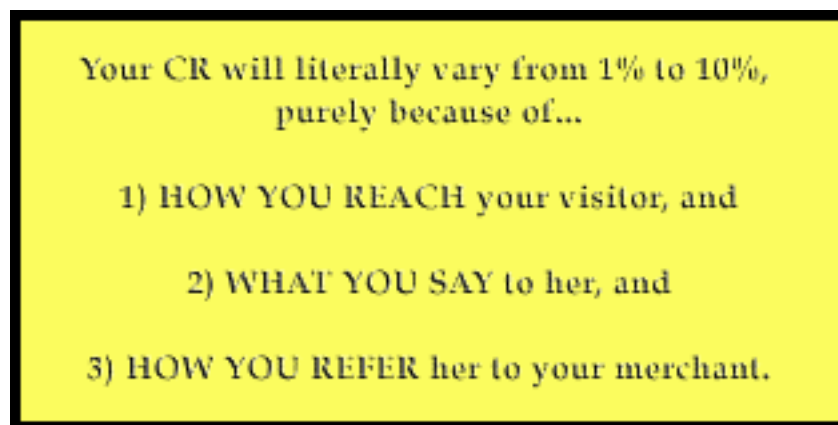 Your CR will literally vary from 1% to 10%,
purely because of...
1) HOW YOU REACH your visitor, and
2) WHAT YOU SAY to her, and
3) HOW YOU REFER her to your merchant.